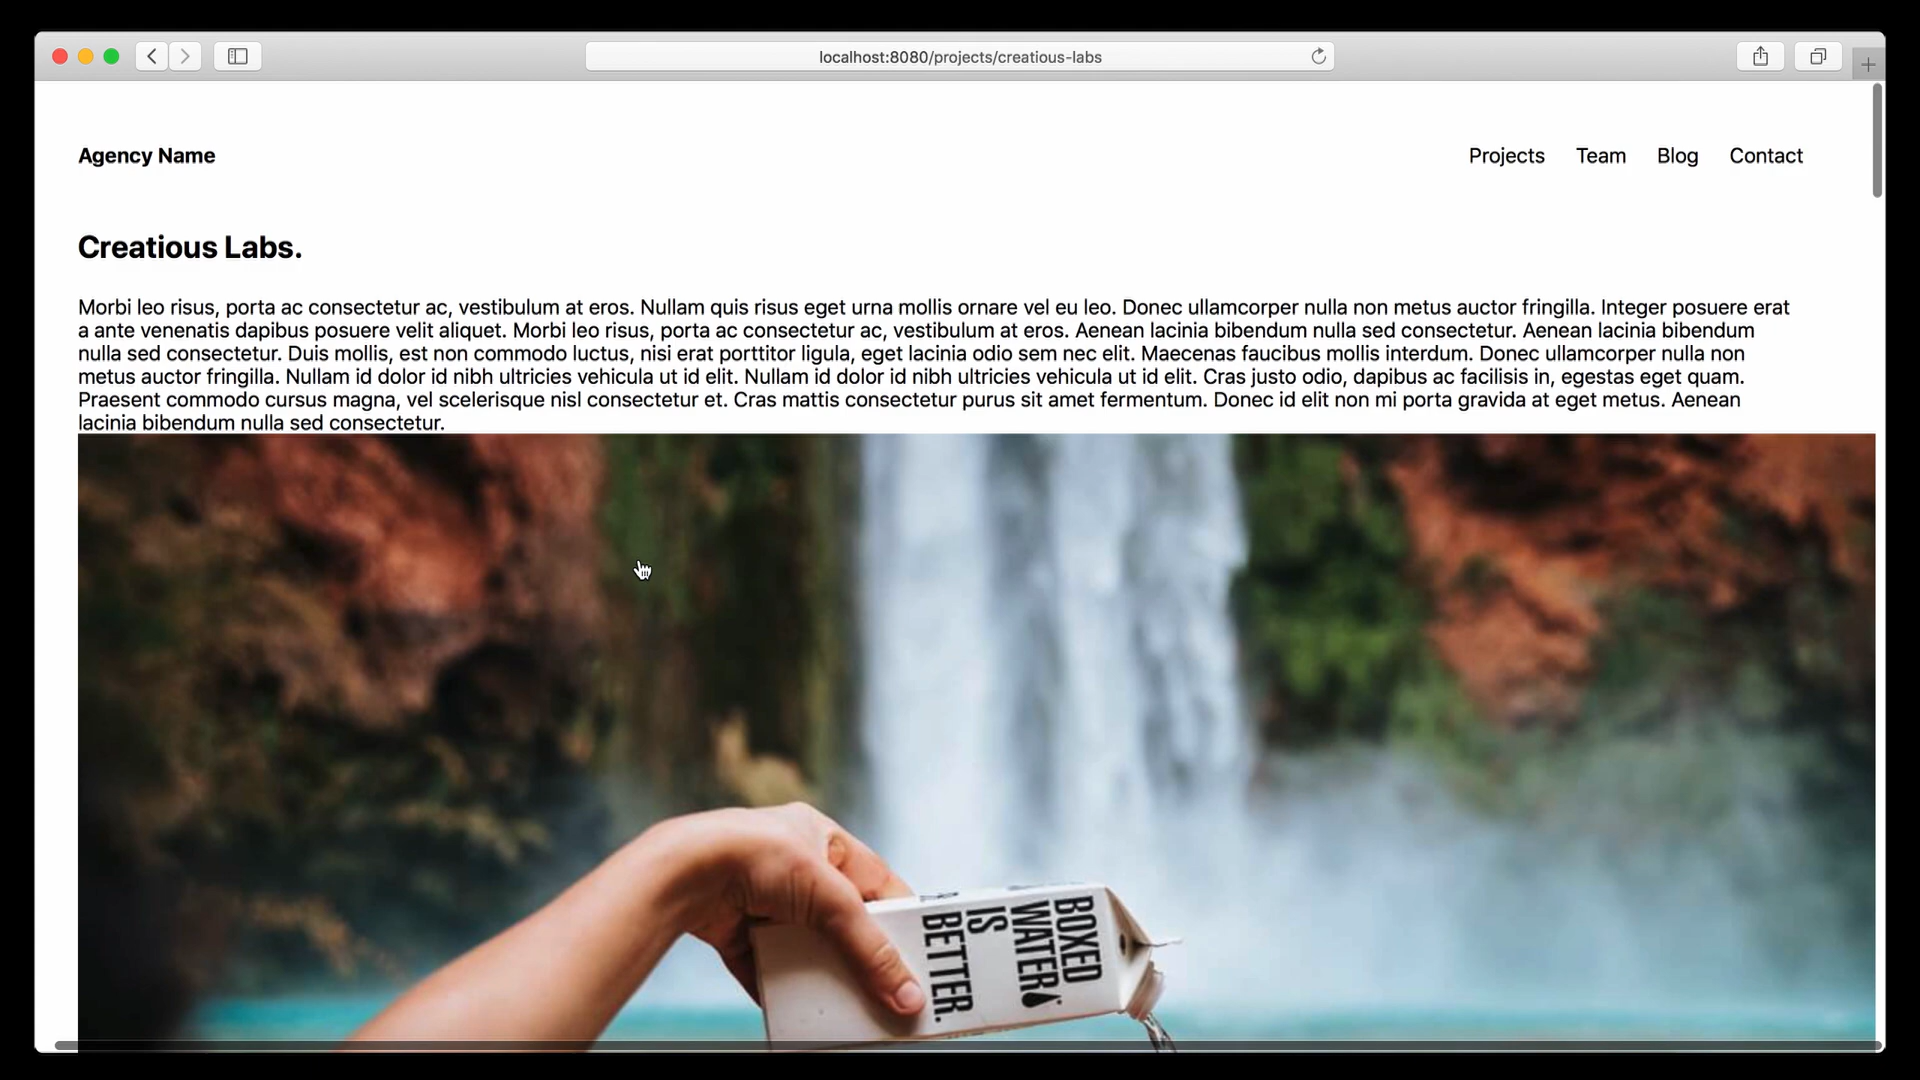 localhost:8080/projects/creatious-labs
Agency Name
Projects Team Blog Contact
Creatious Labs.
Morbi leo risus, porta ac consectetur ac, vestibulum at eros. Nullam quis risus eget urna mollis ornare vel eu leo. Donec ullamcorper nulla non metus auctor fringilla. Integer posuere erat
a ante venenatis dapibus posuere velit aliquet. Morbi leo risus, porta ac consectetur ac, vestibulum at eros. Aenean lacinia bibendum nulla sed consectetur. Aenean lacinia bibendum
nulla sed consectetur. Duis mollis, est non commodo luctus, nisi erat porttitor ligula, eget lacinia odio sem nec elit. Maecenas faucibus mollis interdum. Donec ullamcorper nulla non
metus auctor fringilla. Nullam id dolor id nibh ultricies vehicula ut id elit. Nullam id dolor id nibh ultricies vehicula ut id elit. Cras justo odio, dapibus ac facilisis in, egestas eget quam.
Praesent commodo cursus magna, vel scelerisque nisl consectetur et. Cras mattis consectetur purus sit amet fermentum. Donec id elit non mi porta gravida at eget metus. Aenean
lacinia bibendum nulla sed consectetur.
BOXED
WATER
IS
BETTER.